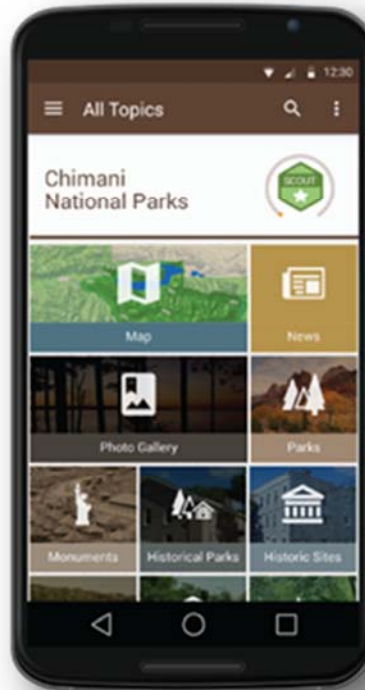 12:30
All Topics
Chimani
National Parks
SCOUT
Map
News
Photo Gallery
Parks
Monuments
Historical Parks
Historic Sites